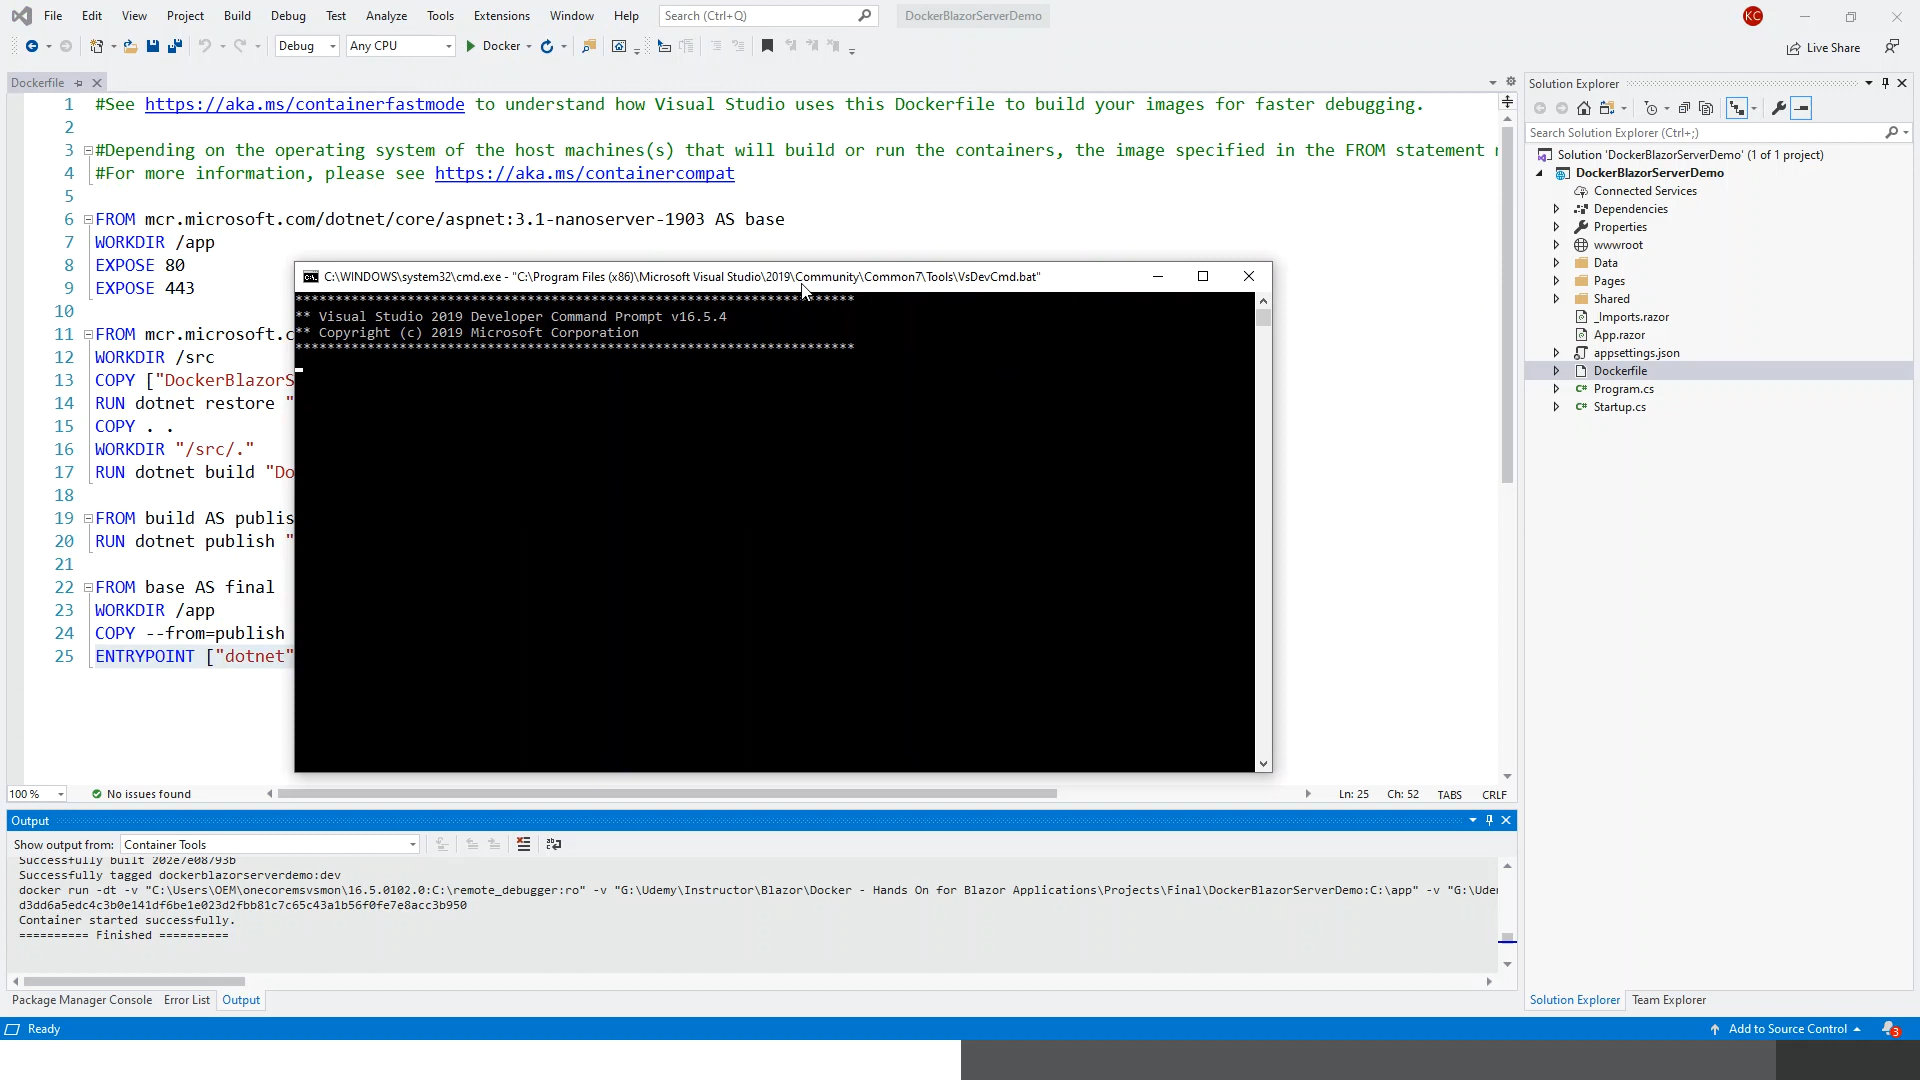 File Edit View Project Build Debug Test Analyze Tools Extensions Window Help Search (Ctrl+Q) DockerBlazorServerDemo KC
Debug Any CPU Docker Live Share
Dockerfile
1 #See https://aka.ms/containerfastmode to understand how Visual Studio uses this Dockerfile to build your images for faster debugging.
2
3 #Depending on the operating system of the host machines(s) that will build or run the containers, the image specified in the FROM statement
4 #For more information, please see https://aka.ms/containercompat
5
6 FROM mcr.microsoft.com/dotnet/core/aspnet:3.1-nanoserver-1903 AS base
7 WORKDIR /app
8 EXPOSE 80
9 EXPOSE 443
10
11 FROM mcr.microsoft.c
12 WORKDIR /src
13 COPY ["DockerBlazorS
14 RUN dotnet restore "
15 COPY . .
16 WORKDIR "/src/."
17 RUN dotnet build "Do
18
19 FROM build AS publis
20 RUN dotnet publish "
21
22 FROM base AS final
23 WORKDIR /app
24 COPY --from=publish
25 ENTRYPOINT ["dotnet"
C:\WINDOWS\system32\cmd.exe - "C:\Program Files (x86)\Microsoft Visual Studio\2019\Community\Common7\Tools\VsDevCmd.bat"
**********************************************************************
** Visual Studio 2019 Developer Command Prompt v16.5.4
** Copyright (c) 2019 Microsoft Corporation
**********************************************************************
100 % No issues found Ln: 25 Ch: 52 TABS CRLF
Output
Show output from: Container Tools
Successfully built 202e7e08793b
Successfully tagged dockerblazorserverdemo:dev
docker run -dt -v "C:\Users\OEM\onecoremsvsmon\16.5.0102.0:C:\remote_debugger:ro" -v "G:\Udemy\Instructor\Blazor\Docker - Hands On for Blazor Applications\Projects\Final\DockerBlazorServerDemo:C:\app" -v "G:\Uder
d3dd6a5edc4c3b0e141df6be1e023d2fbb81c7c65c43a1b56f0fe7e8acc3b950
Container started successfully.
========== Finished ==========
Package Manager Console Error List Output
Ready Add to Source Control 3
Solution Explorer
Search Solution Explorer (Ctrl+;)
Solution 'DockerBlazorServerDemo' (1 of 1 project)
DockerBlazorServerDemo
Connected Services
Dependencies
Properties
wwwroot
Data
Pages
Shared
_Imports.razor
App.razor
appsettings.json
Dockerfile
C# Program.cs
C# Startup.cs
Solution Explorer Team Explorer